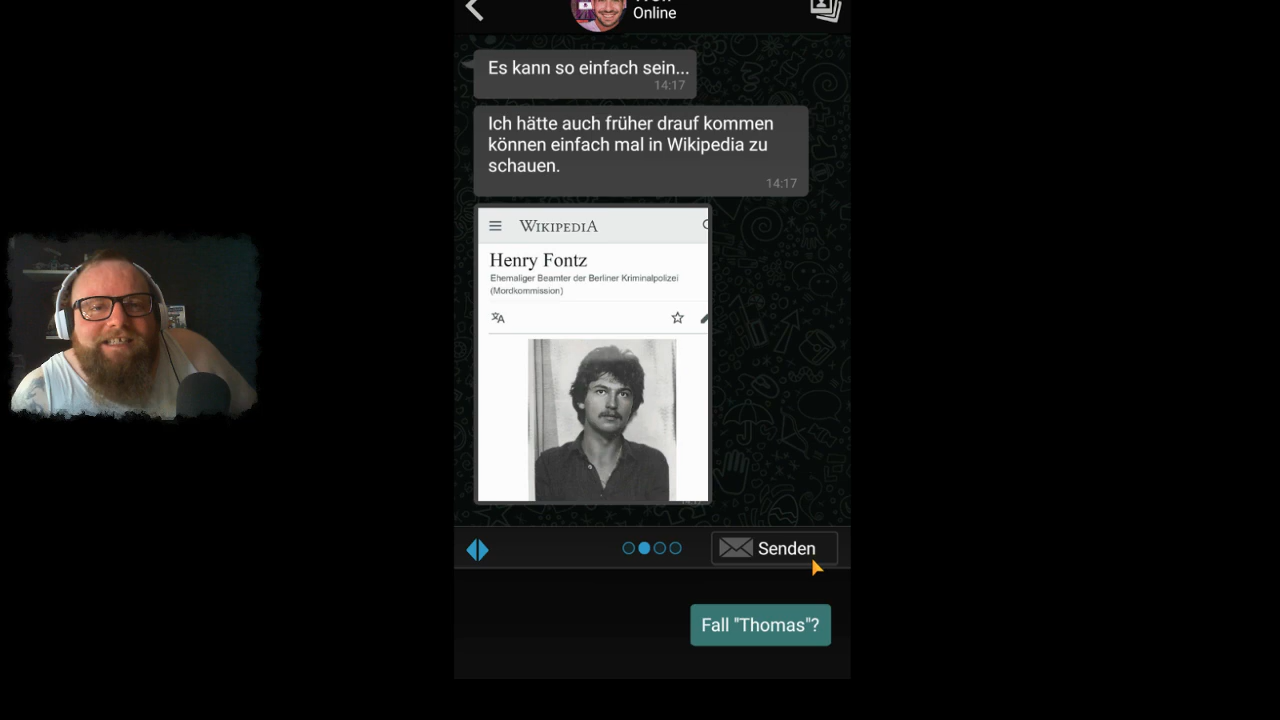 Online
Es kann so einfach sein...
14:17
Ich hätte auch früher drauf kommen
können einfach mal in Wikipedia zu
schauen.
14:17
WIKIPEDIA
Henry Fontz
Ehemaliger Beamter der Berliner Kriminalpolizei
(Mordkommission)
Senden
Fall "Thomas"?